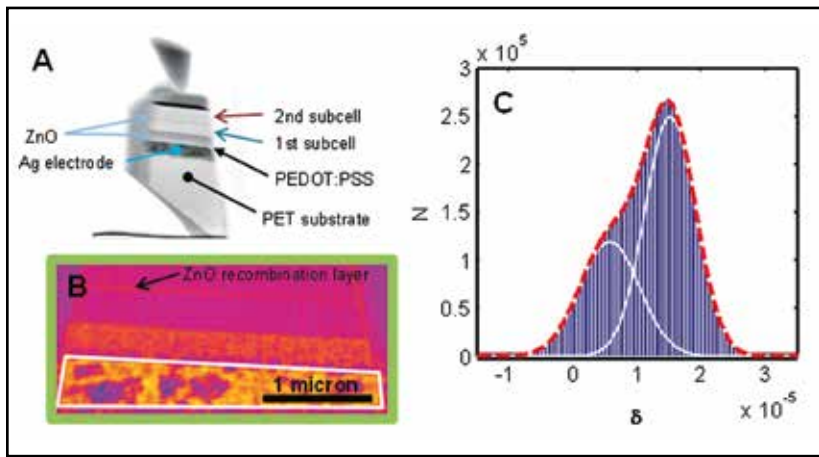 A
2nd subcell
ZnO
1st subcell
Ag electrode
PEDOT:PSS
PET substrate
B
ZnO recombination layer
1 micron
x 10^5
C
3
2.5
2
1.5
1
0.5
0
N
-1 0 1 2 3
x 10^-5
δ